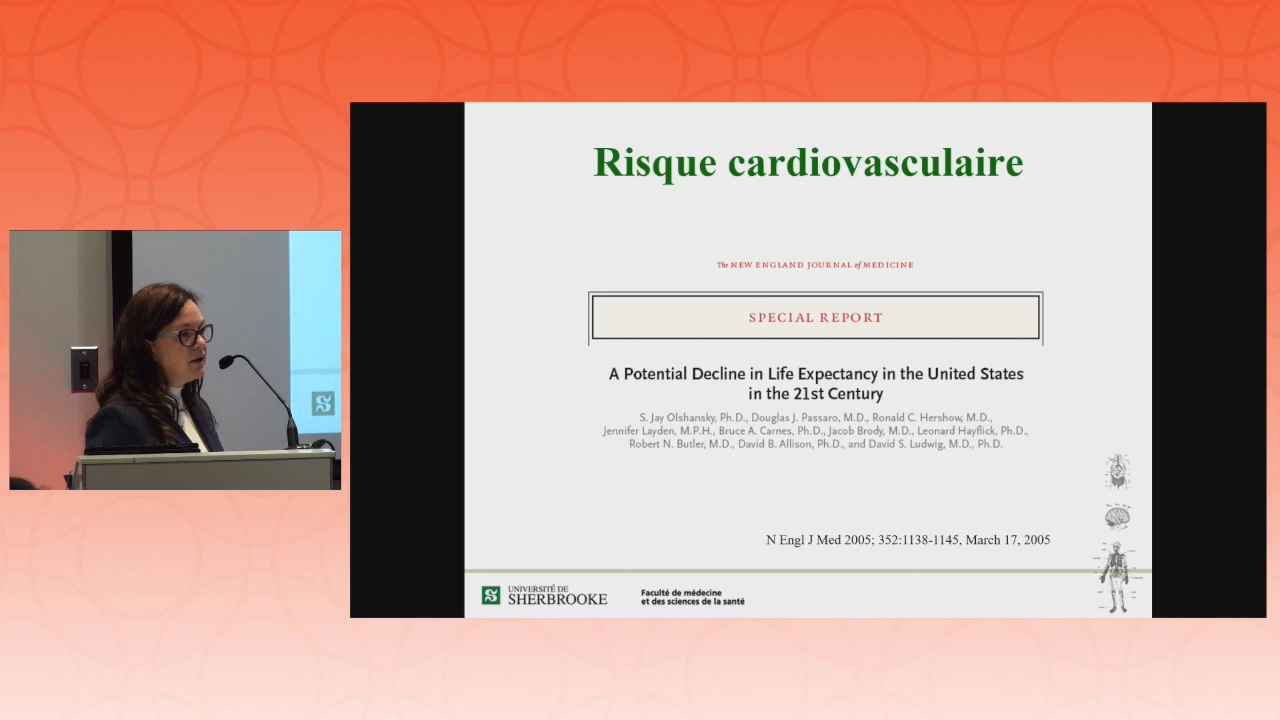 Risque cardiovasculaire
The NEW ENGLAND JOURNAL of MEDICINE
SPECIAL REPORT
A Potential Decline in Life Expectancy in the United States
in the 21st Century
S. Jay Olshansky, Ph.D., Douglas J. Passaro, M.D., Ronald C. Hershow, M.D.,
Jennifer Layden, M.P.H., Bruce A. Carnes, Ph.D., Jacob Brody, M.D., Leonard Hayflick, Ph.D.,
Robert N. Butler, M.D., David B. Allison, Ph.D., and David S. Ludwig, M.D., Ph.D.
N Engl J Med 2005; 352:1138-1145, March 17, 2005
UNIVERSITÉ DE
SHERBROOKE
Faculté de médecine
et des sciences de la santé